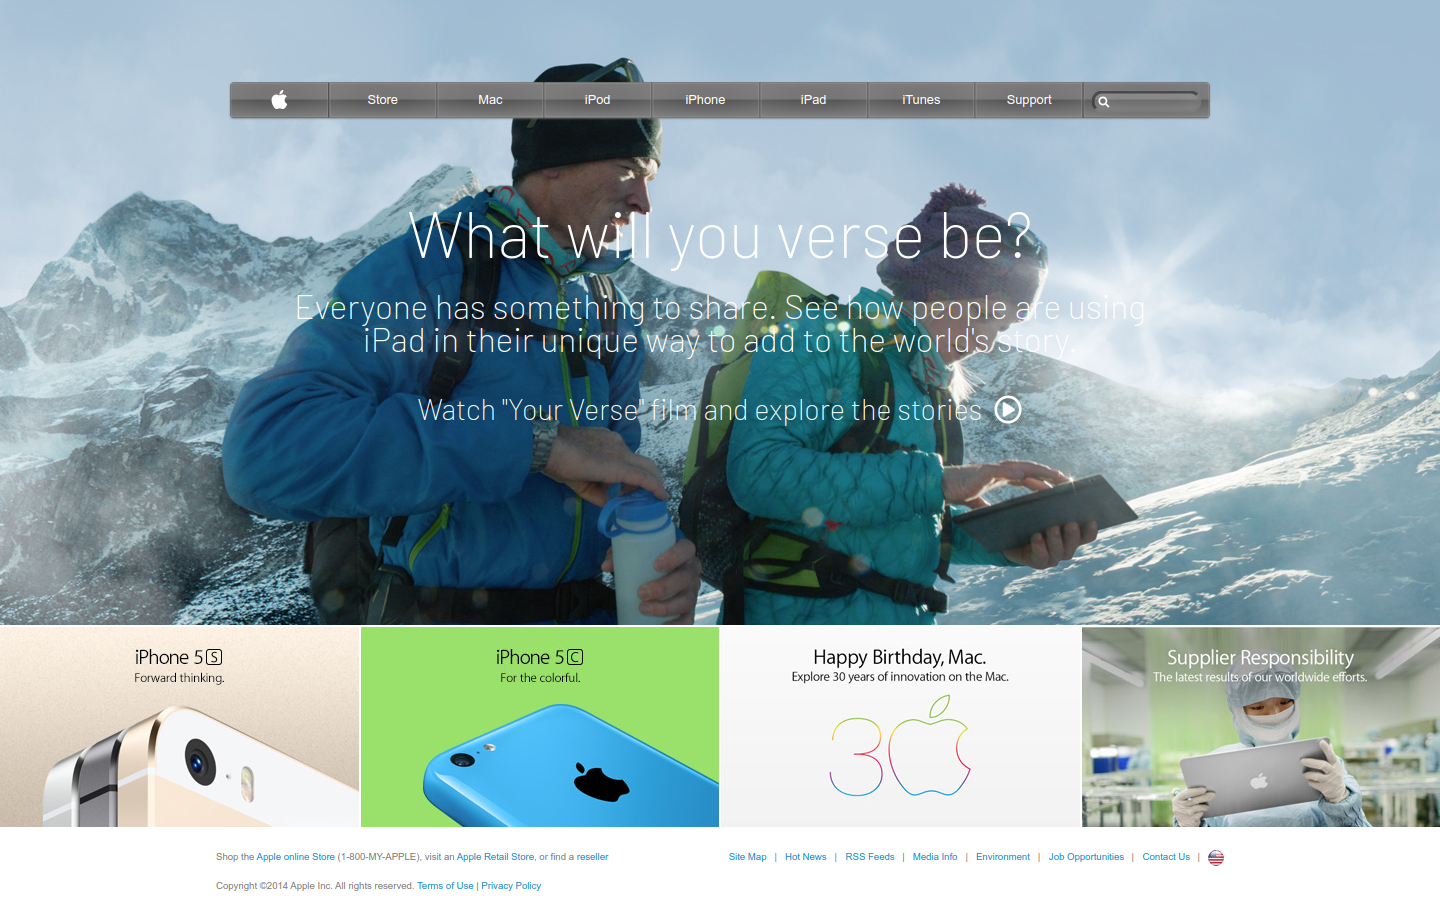 Store Mac iPod iPhone iPad iTunes Support
What will you verse be?
Everyone has something to share. See how people are using
iPad in their unique way to add to the world's story.
Watch "Your Verse" film and explore the stories
iPhone 5S
Forward thinking.
iPhone 5C
For the colorful.
Happy Birthday, Mac.
Explore 30 years of innovation on the Mac.
30
Supplier Responsibility
The latest results of our worldwide efforts.
Shop the Apple online Store (1-800-MY-APPLE), visit an Apple Retail Store, or find a reseller
Site Map | Hot News | RSS Feeds | Media Info | Environment | Job Opportunities | Contact Us |
Copyright ©2014 Apple Inc. All rights reserved. Terms of Use | Privacy Policy